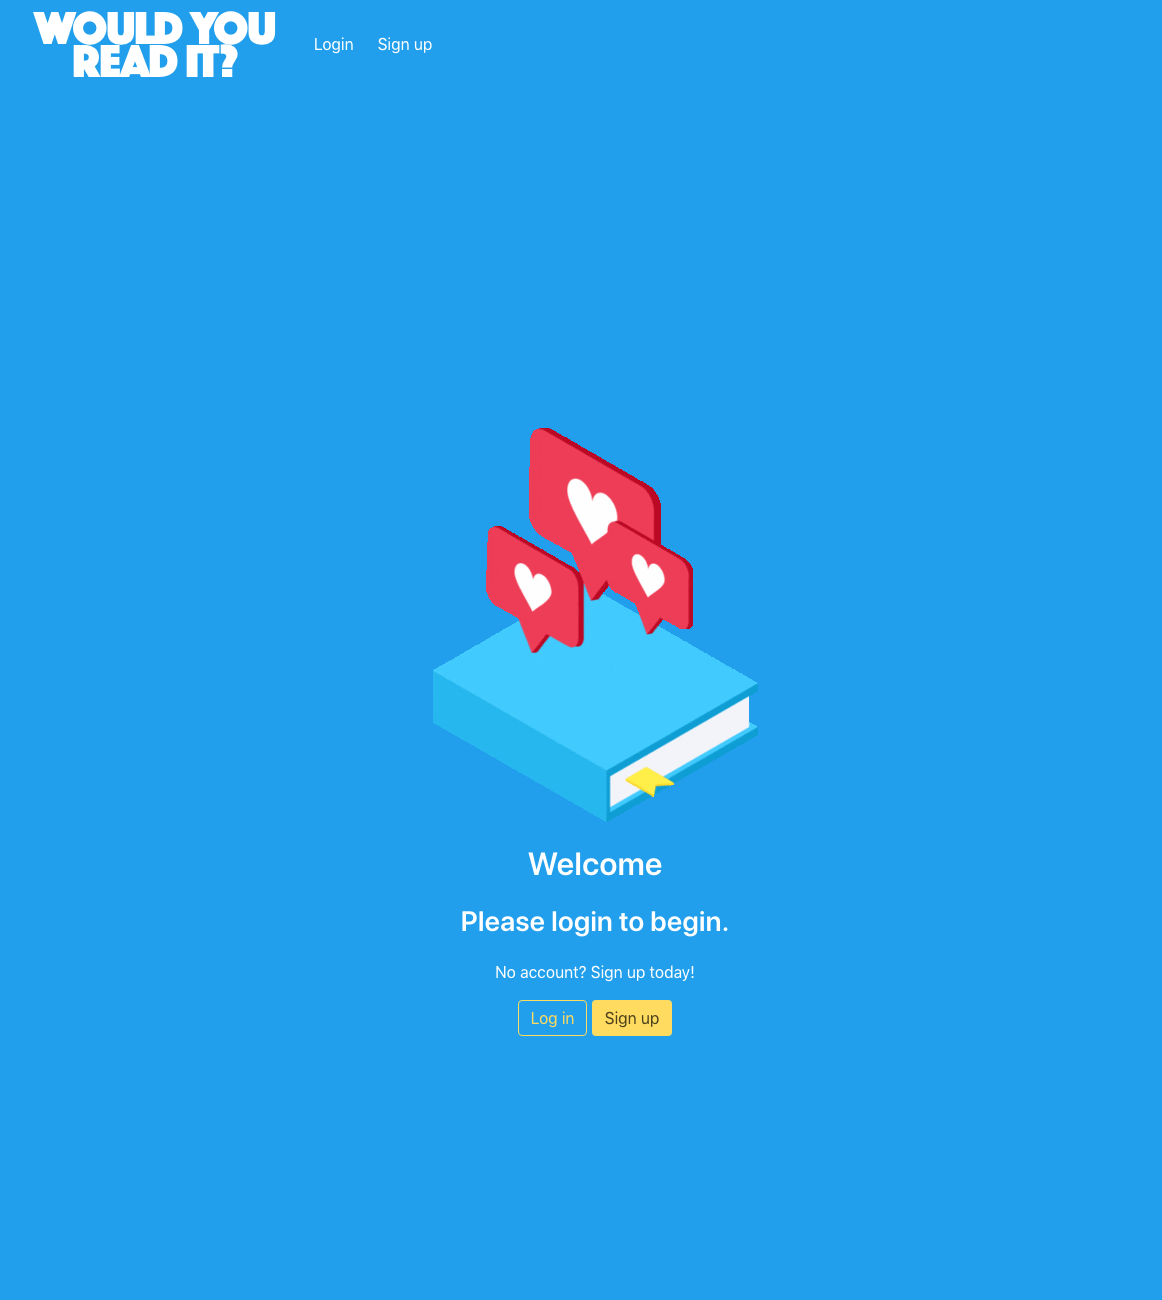 WOULD YOU
READ IT?
Login
Sign up
Welcome
Please login to begin.
No account? Sign up today!
Log in
Sign up